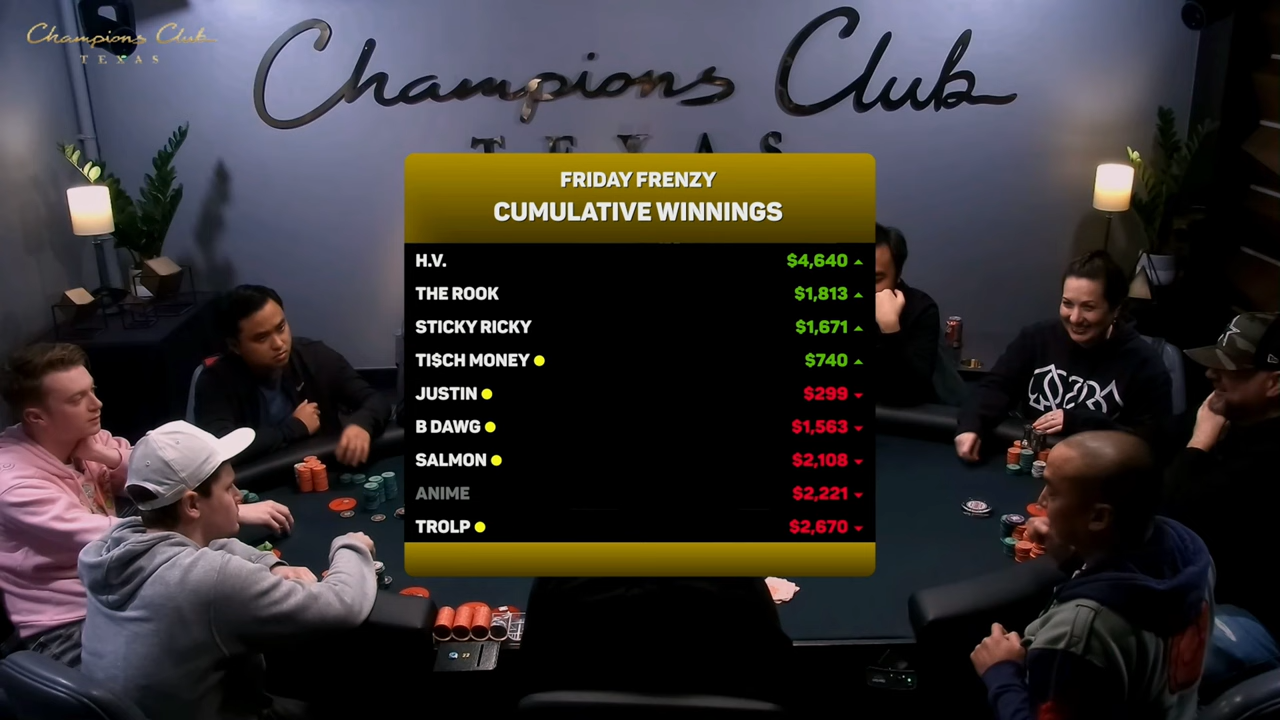 Champions Club
TEXAS
Champions Club
TEXAS
FRIDAY FRENZY
CUMULATIVE WINNINGS
H.V. $4,640
THE ROOK $1,813
STICKY RICKY $1,671
TI$CH MONEY $740
JUSTIN $299
B DAWG $1,563
SALMON $2,108
ANIME $2,221
TROLP $2,670